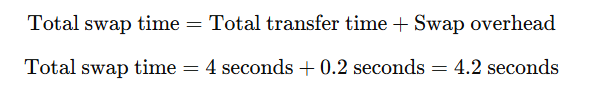 Total swap time = Total transfer time + Swap overhead
Total swap time = 4 seconds + 0.2 seconds = 4.2 seconds